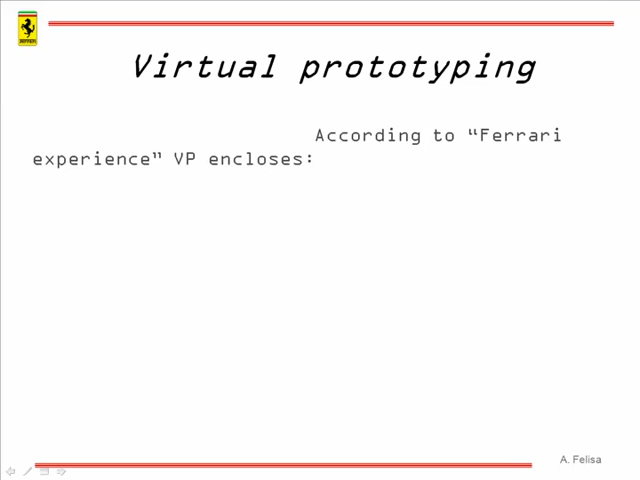 Virtual prototyping
According to “Ferrari
experience” VP encloses:
A. Felisa